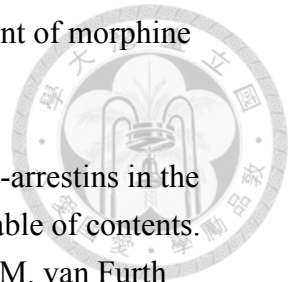 nt of morphine
-arrestins in the
able of contents.
M. van Furth